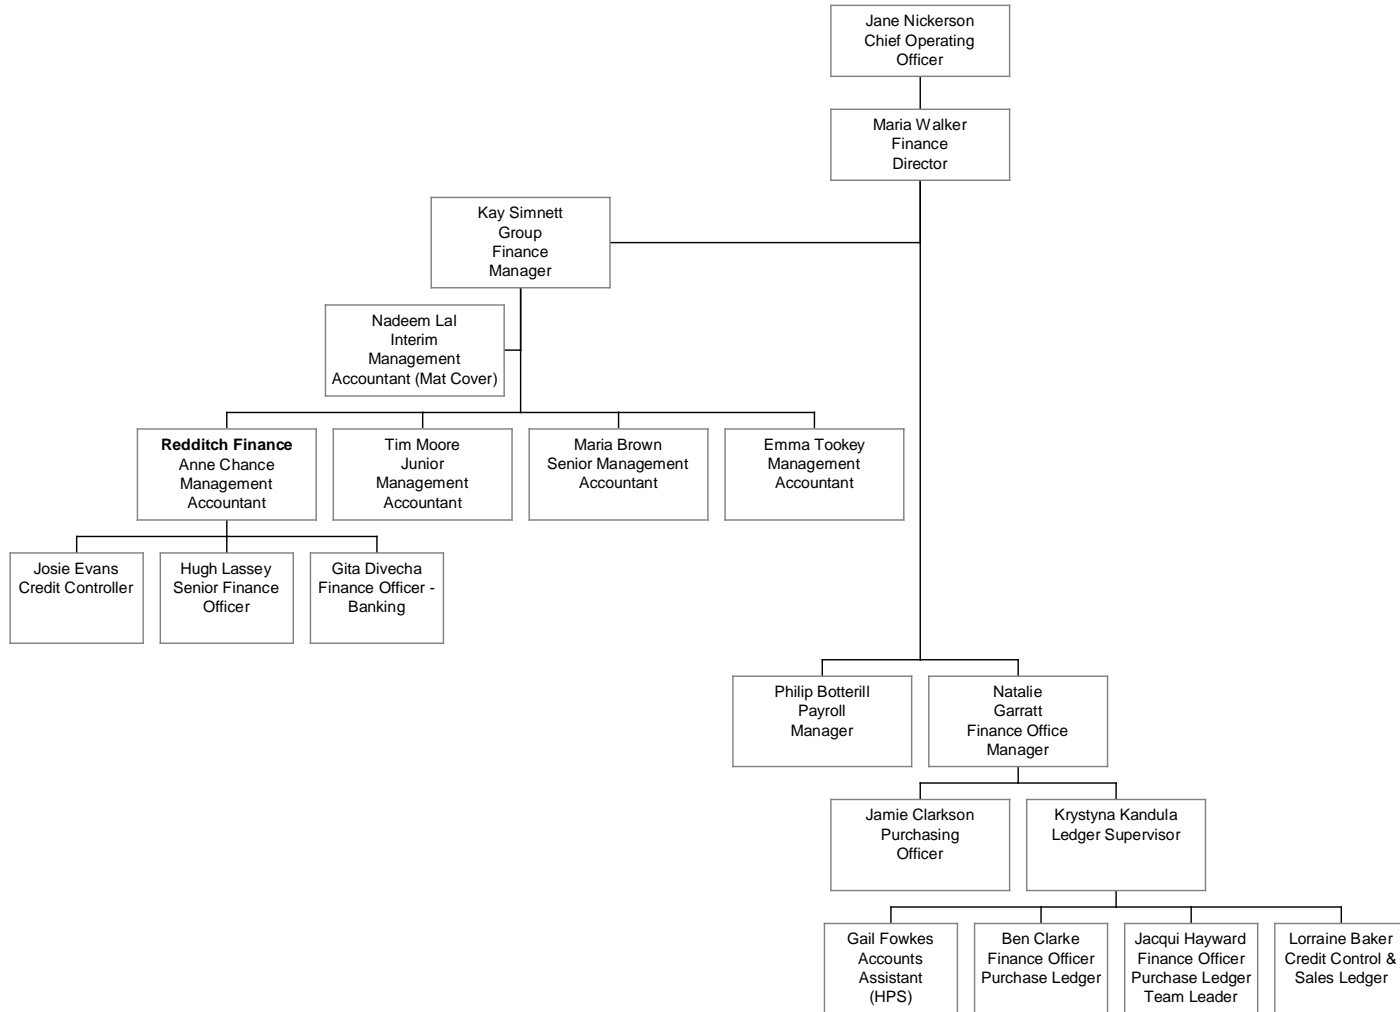 Jane Nickerson
Chief Operating
Officer
Maria Walker
Finance
Director
Kay Simnett
Group
Finance
Manager
Nadeem Lal
Interim
Management
Accountant (Mat Cover)
Redditch Finance
Anne Chance
Management
Accountant
Tim Moore
Junior
Management
Accountant
Maria Brown
Senior Management
Accountant
Emma Tookey
Management
Accountant
Josie Evans
Credit Controller
Hugh Lassey
Senior Finance
Officer
Gita Divecha
Finance Officer -
Banking
Philip Botterill
Payroll
Manager
Natalie
Garratt
Finance Office
Manager
Jamie Clarkson
Purchasing
Officer
Krystyna Kandula
Ledger Supervisor
Gail Fowkes
Accounts
Assistant
(HPS)
Ben Clarke
Finance Officer
Purchase Ledger
Jacqui Hayward
Finance Officer
Purchase Ledger
Team Leader
Lorraine Baker
Credit Control &
Sales Ledger